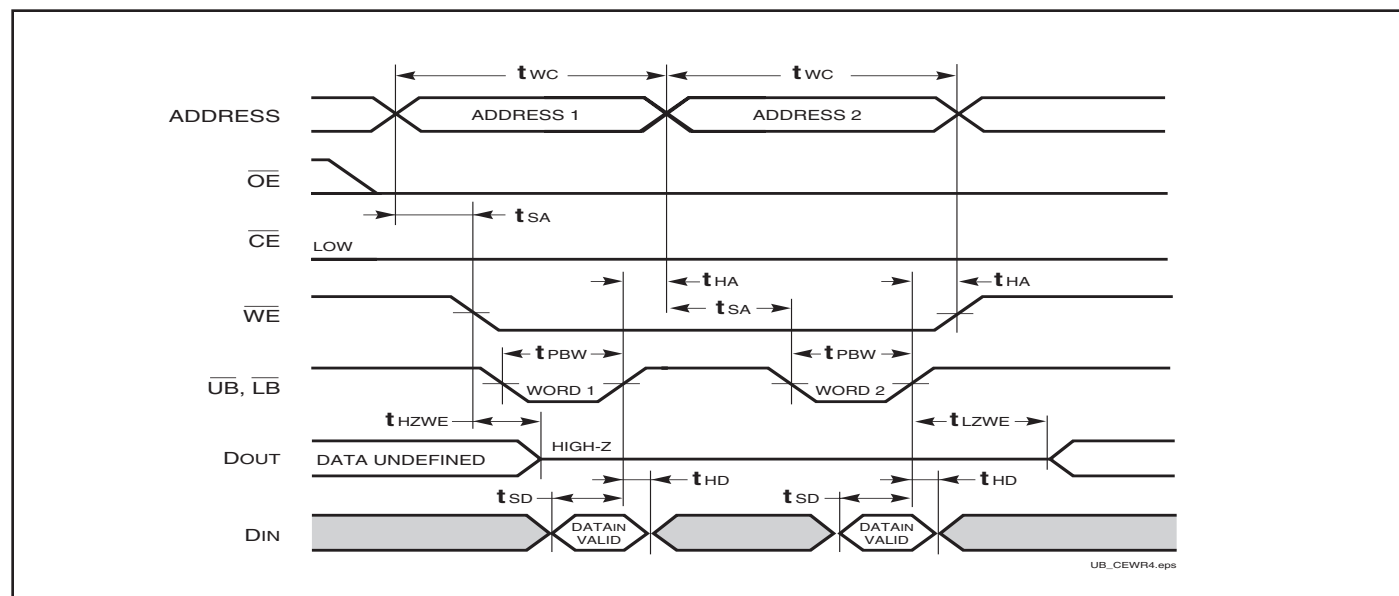 tWC tWC
ADDRESS ADDRESS 1 ADDRESS 2
OE
tSA
CE LOW
tHA tHA
WE tSA
tPBW tPBW
UB, LB WORD 1 WORD 2
tHZWE tLZWE
HIGH-Z
DOUT DATA UNDEFINED
tSD tHD tSD tHD
DIN DATAIN VALID DATAIN VALID
UB_CEWR4.eps